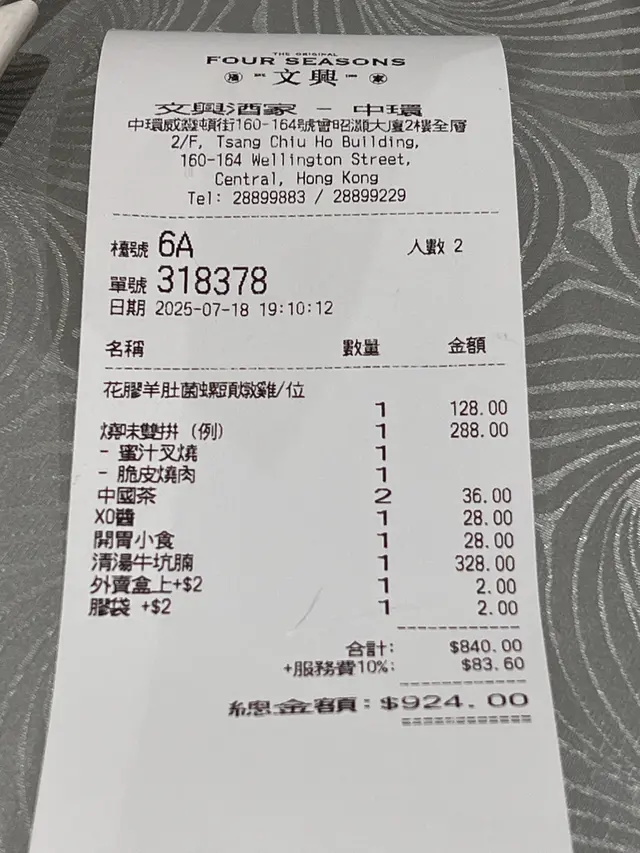 THE ORIGINAL
FOUR SEASONS
酒 文興 家
文興酒家 - 中環
中環威靈頓街160-164號曾昭灝大廈2樓全層
2/F, Tsang Chiu Ho Building,
160-164 Wellington Street,
Central, Hong Kong
Tel: 28899883 / 28899229
檯號 6A 人數 2
單號 318378
日期 2025-07-18 19:10:12
名稱 數量 金額
花膠羊肚菌螺頭燉雞/位
1 128.00
燒味雙拼 (例) 1 288.00
- 蜜汁叉燒 1
- 脆皮燒肉 1
中國茶 2 36.00
XO醬 1 28.00
開胃小食 1 28.00
清湯牛坑腩 1 328.00
外賣盒上+$2 1 2.00
膠袋 +$2 1 2.00
合計: $840.00
+服務費10%: $83.60
總金額: $924.00